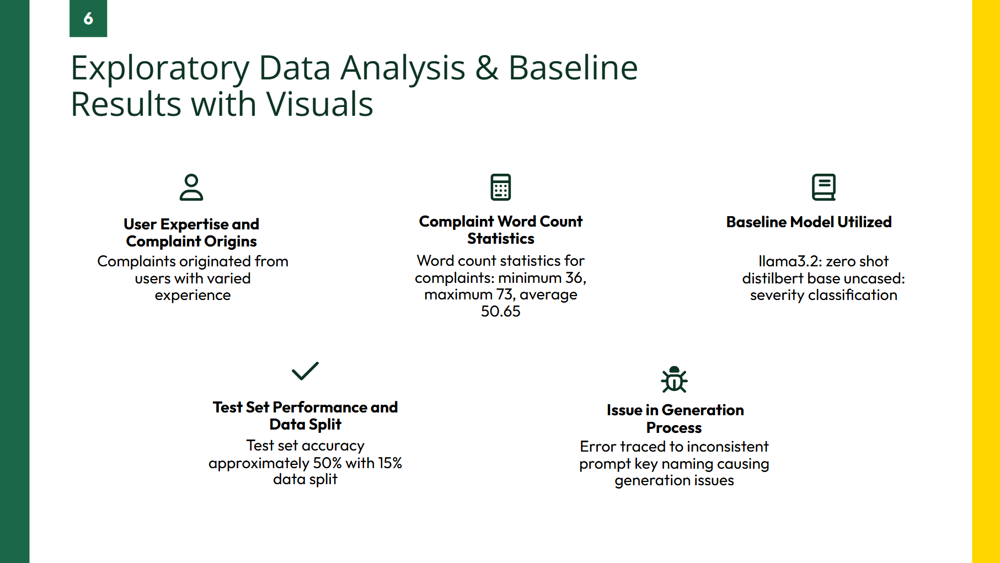 6
Exploratory Data Analysis & Baseline
Results with Visuals
User Expertise and
Complaint Origins
Complaints originated from
users with varied
experience
Complaint Word Count
Statistics
Word count statistics for
complaints: minimum 36,
maximum 73, average
50.65
Baseline Model Utilized
llama3.2: zero shot
distilbert base uncased:
severity classification
Test Set Performance and
Data Split
Test set accuracy
approximately 50% with 15%
data split
Issue in Generation
Process
Error traced to inconsistent
prompt key naming causing
generation issues